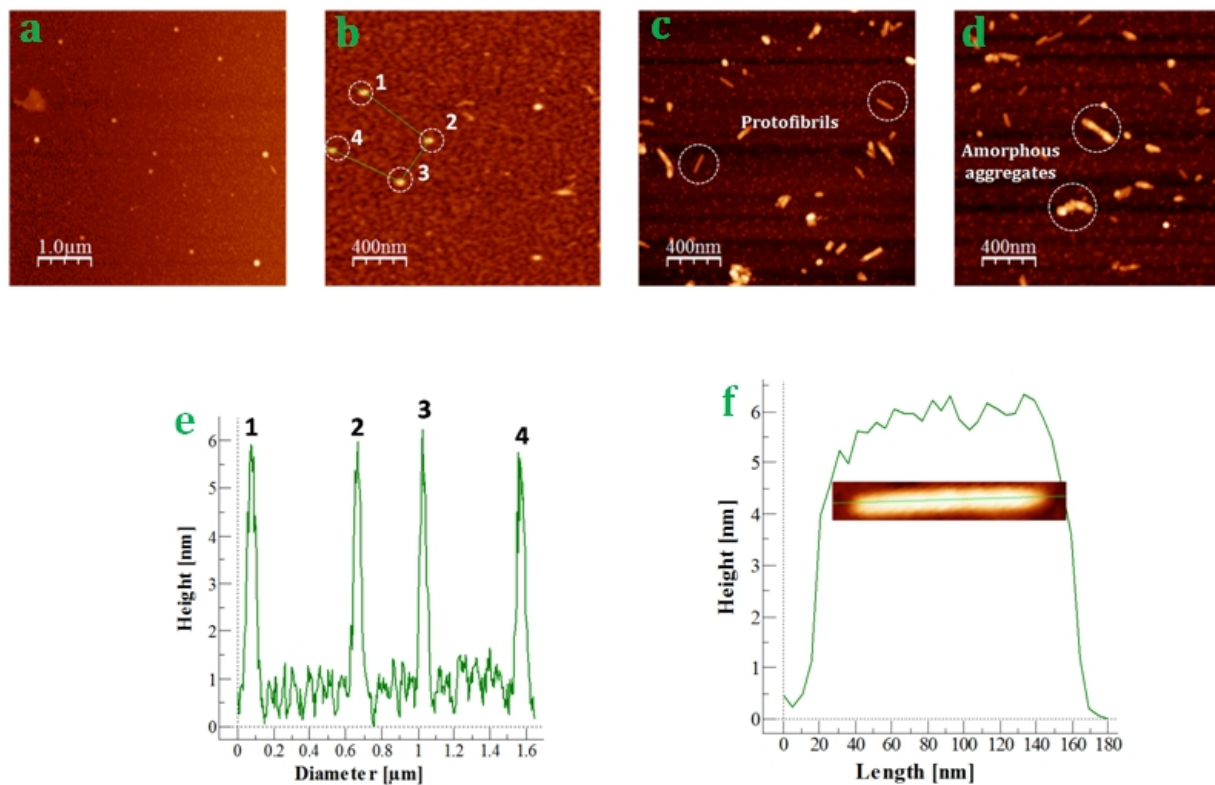 a
1.0µm
b
1
2
3
4
400nm
c
Protofibrils
400nm
d
Amorphous
aggregates
400nm
e
1
2
3
4
Height [nm]
6
5
4
3
2
1
0
0 0.2 0.4 0.6 0.8 1 1.2 1.4 1.6
Diameter [µm]
f
Height [nm]
6
5
4
3
2
1
0
0 20 40 60 80 100 120 140 160 180
Length [nm]